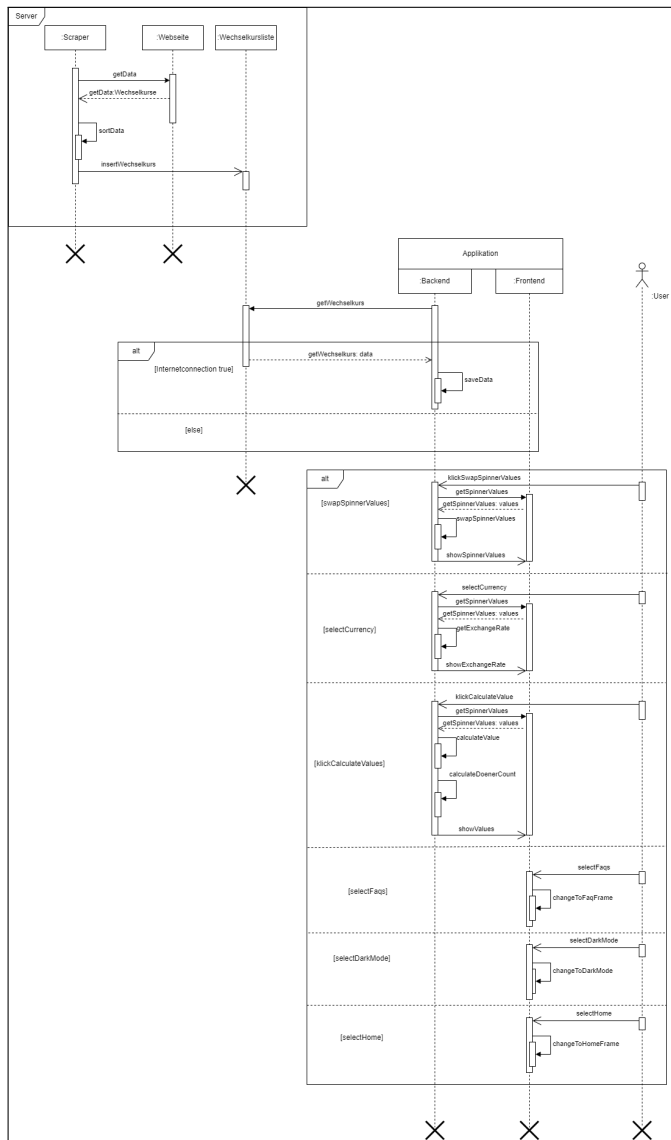 Server
:Scraper
:Webseite
:Wechselkursliste
getData
getData:Wechselkurse
sortData
insertWechselkurs
Applikation
:Backend
:Frontend
:User
getWechselkurs
alt
[Internetconnection true]
getWechselkurs: data
saveData
[else]
alt
klickSwapSpinnerValues
[swapSpinnerValues]
getSpinnerValues
getSpinnerValues: values
swapSpinnerValues
showSpinnerValues
selectCurrency
getSpinnerValues
getSpinnerValues: values
[selectCurrency]
getExchangeRate
showExchangeRate
klickCalculateValue
getSpinnerValues
getSpinnerValues: values
calculateValue
[klickCalculateValues]
calculateDoenerCount
showValues
selectFaqs
[selectFaqs]
changeToFaqFrame
selectDarkMode
[selectDarkMode]
changeToDarkMode
selectHome
[selectHome]
changeToHomeFrame